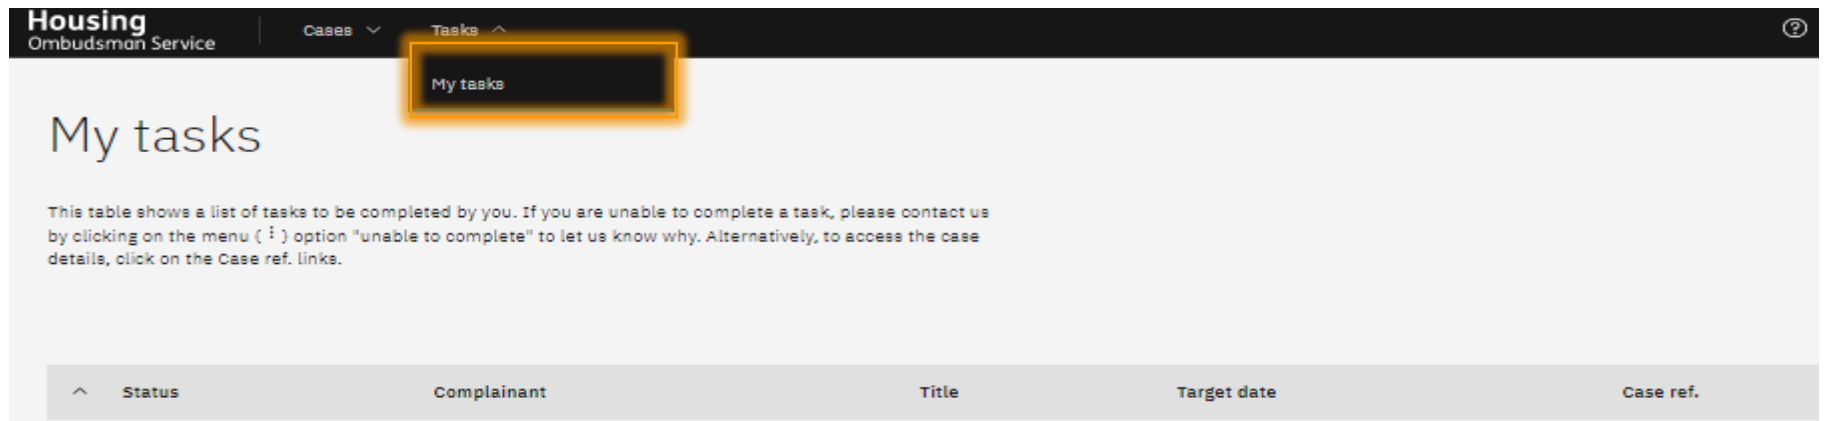 Housing
Ombudsman Service
Cases
Tasks
My tasks
My tasks
This table shows a list of tasks to be completed by you. If you are unable to complete a task, please contact us
by clicking on the menu ( ⋮ ) option "unable to complete" to let us know why. Alternatively, to access the case
details, click on the Case ref. links.
Status Complainant Title Target date Case ref.